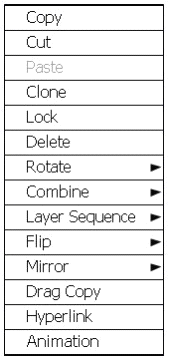 Copy
Cut
Paste
Clone
Lock
Delete
Rotate
Combine
Layer Sequence
Flip
Mirror
Drag Copy
Hyperlink
Animation